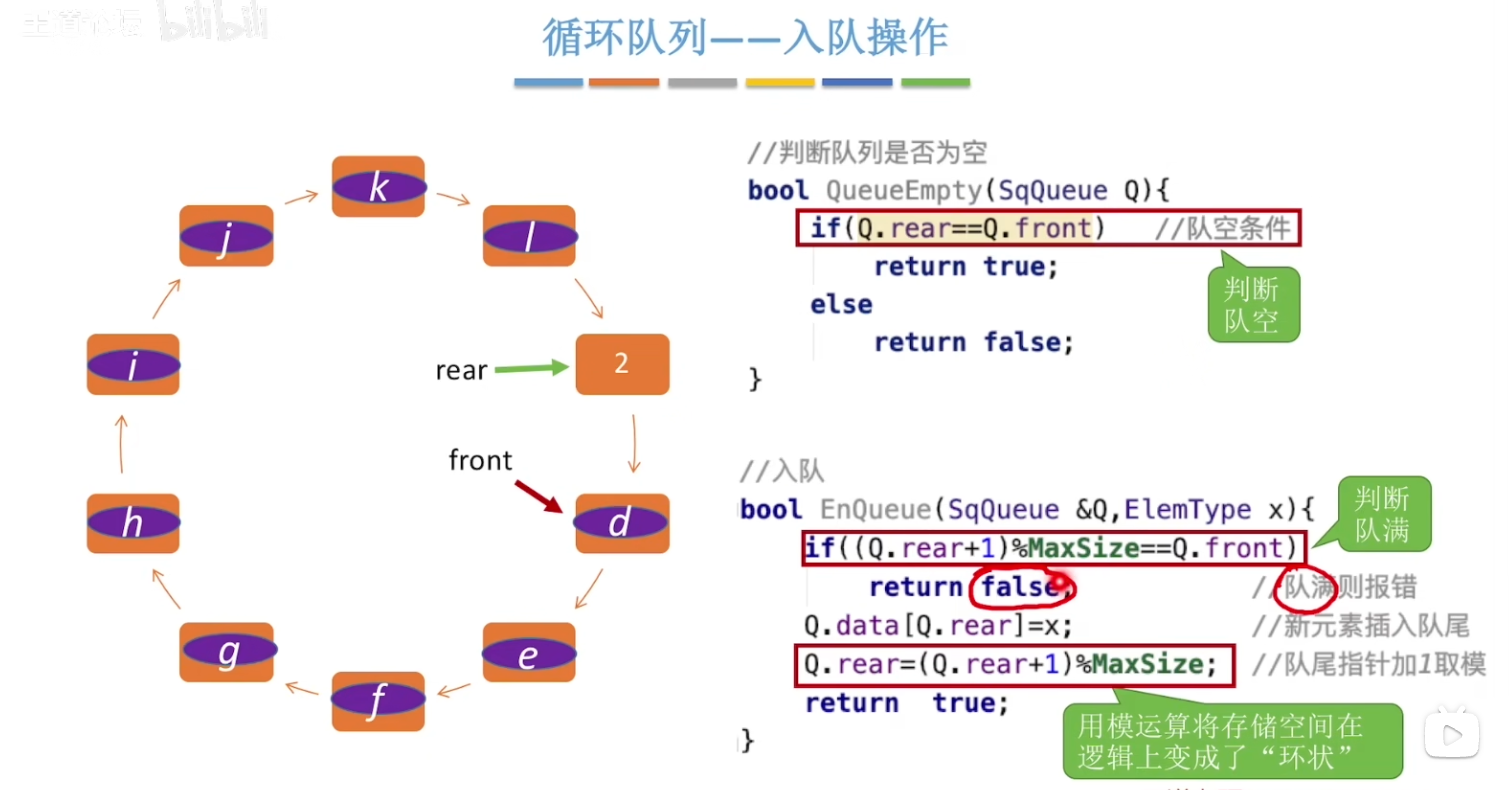 bilibili
循环队列——入队操作
k
j
l
i
rear
2
front
h
d
g
e
f
//判断队列是否为空
bool QueueEmpty(SqQueue Q){
if(Q.rear==Q.front) //队空条件
return true;
else
return false;
}
判断
队空
//入队
bool EnQueue(SqQueue &Q,ElemType x){
if((Q.rear+1)%MaxSize==Q.front)
return false; //队满则报错
Q.data[Q.rear]=x; //新元素插入队尾
Q.rear=(Q.rear+1)%MaxSize; //队尾指针加1取模
return true;
}
判断
队满
用模运算将存储空间在
逻辑上变成了“环状”